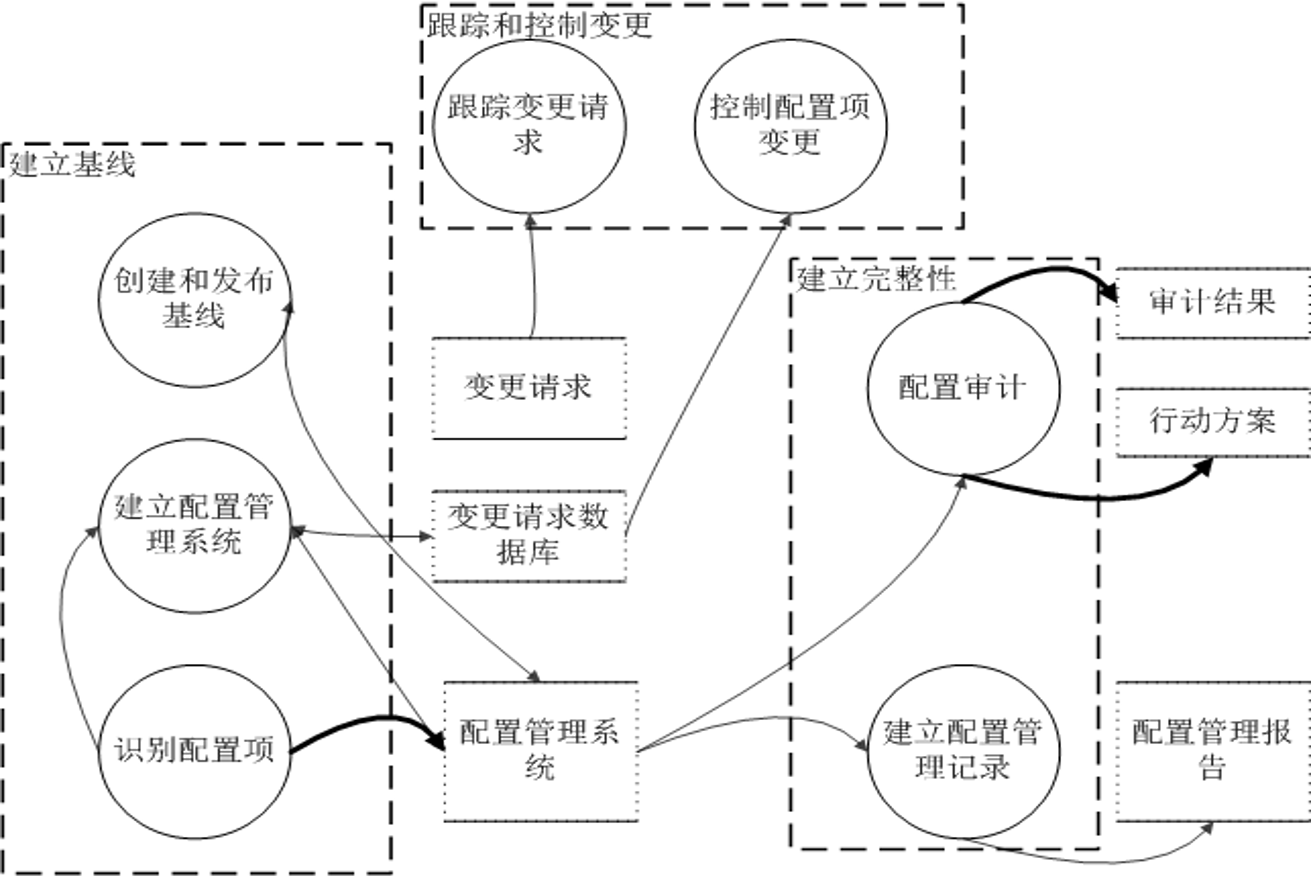 跟踪和控制变更
跟踪变更请
求
控制配置项
变更
建立基线
创建和发布
基线
建立配置管
理系统
识别配置项
变更请求
变更请求数
据库
配置管理系
统
建立完整性
配置审计
建立配置管
理记录
审计结果
行动方案
配置管理报
告